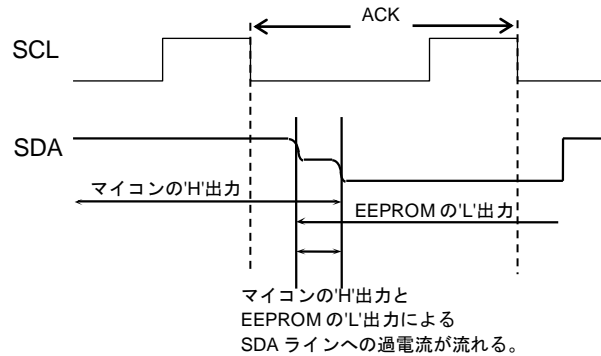 ACK
SCL
SDA
マイコンの'H'出力
EEPROMの'L'出力
マイコンの'H'出力と
EEPROMの'L'出力による
SDAラインへの過電流が流れる。